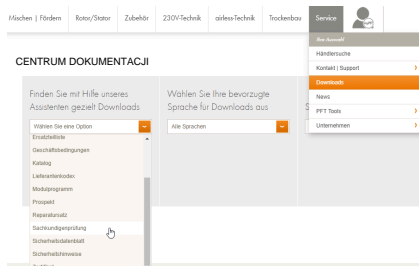 Mischen | Fördern Rotor/Stator Zubehör 230V-Technik airless-Technik Trockenbau Service
Ihre Auswahl
Händlersuche
Kontakt | Support
Downloads
News
PFT Tools
Unternehmen
CENTRUM DOKUMENTACJI
Finden Sie mit Hilfe unseres
Assistenten gezielt Downloads
Wählen Sie eine Option
Ersatzteilliste
Geschäftsbedingungen
Katalog
Lieferantenkodex
Modulprogramm
Prospekt
Reparatursatz
Sachkundigenprüfung
Sicherheitsdatenblatt
Sicherheitshinweise
Wählen Sie Ihre bevorzugte
Sprache für Downloads aus
Alle Sprachen